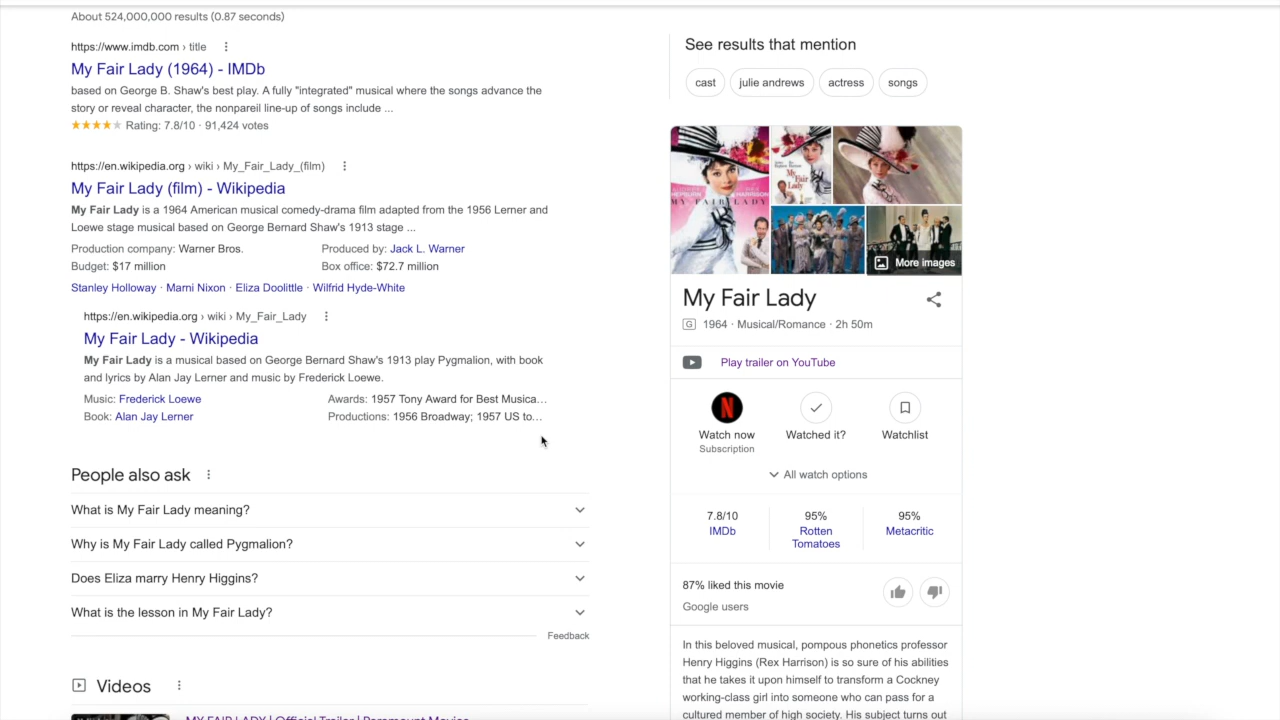 About 524,000,000 results (0.87 seconds)
https://www.imdb.com › title
My Fair Lady (1964) - IMDb
based on George B. Shaw's best play. A fully "integrated" musical where the songs advance the
story or reveal character, the nonpareil line-up of songs include ...
Rating: 7.8/10 · 91,424 votes
https://en.wikipedia.org › wiki › My_Fair_Lady_(film)
My Fair Lady (film) - Wikipedia
My Fair Lady is a 1964 American musical comedy-drama film adapted from the 1956 Lerner and
Loewe stage musical based on George Bernard Shaw's 1913 stage ...
Production company: Warner Bros. Produced by: Jack L. Warner
Budget: $17 million Box office: $72.7 million
Stanley Holloway · Marni Nixon · Eliza Doolittle · Wilfrid Hyde-White
https://en.wikipedia.org › wiki › My_Fair_Lady
My Fair Lady - Wikipedia
My Fair Lady is a musical based on George Bernard Shaw's 1913 play Pygmalion, with book
and lyrics by Alan Jay Lerner and music by Frederick Loewe.
Music: Frederick Loewe Awards: 1957 Tony Award for Best Musica...
Book: Alan Jay Lerner Productions: 1956 Broadway; 1957 US to...
People also ask
What is My Fair Lady meaning?
Why is My Fair Lady called Pygmalion?
Does Eliza marry Henry Higgins?
What is the lesson in My Fair Lady?
Feedback
Videos
MY FAIR LADY | Official Trailer | Paramount Movies
See results that mention
cast julie andrews actress songs
MY FAIR LADY
My Fair Lady
More images
My Fair Lady
G 1964 · Musical/Romance · 2h 50m
Play trailer on YouTube
N
Watch now Watched it? Watchlist
Subscription
All watch options
7.8/10 95% 95%
IMDb Rotten Metacritic
Tomatoes
87% liked this movie
Google users
In this beloved musical, pompous phonetics professor
Henry Higgins (Rex Harrison) is so sure of his abilities
that he takes it upon himself to transform a Cockney
working-class girl into someone who can pass for a
cultured member of high society. His subject turns out